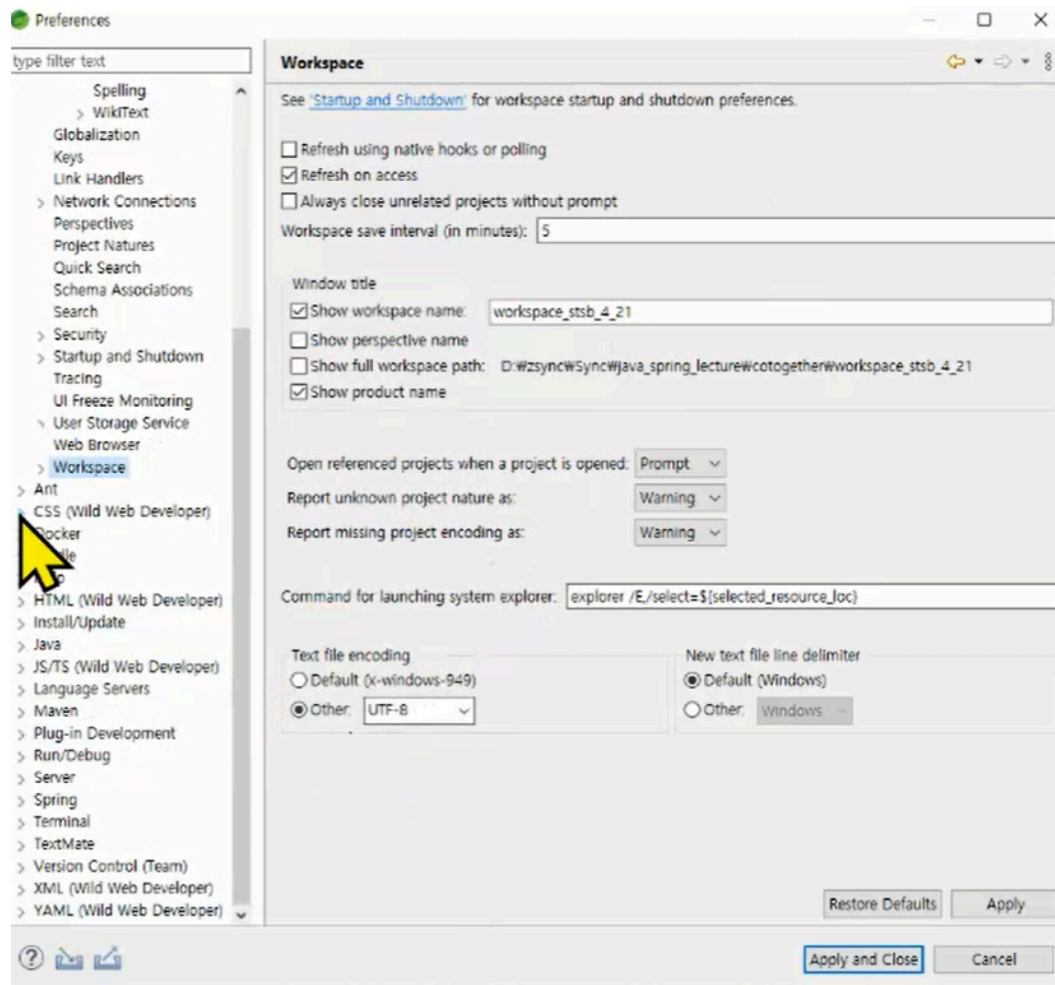 Preferences
type filter text
Spelling
WikiText
Globalization
Keys
Link Handlers
Network Connections
Perspectives
Project Natures
Quick Search
Schema Associations
Search
Security
Startup and Shutdown
Tracing
UI Freeze Monitoring
User Storage Service
Web Browser
Workspace
Ant
CSS (Wild Web Developer)
Docker
HTML (Wild Web Developer)
Install/Update
Java
JS/TS (Wild Web Developer)
Language Servers
Maven
Plug-in Development
Run/Debug
Server
Spring
Terminal
TextMate
Version Control (Team)
XML (Wild Web Developer)
YAML (Wild Web Developer)
Workspace
See 'Startup and Shutdown' for workspace startup and shutdown preferences.
Refresh using native hooks or polling
Refresh on access
Always close unrelated projects without prompt
Workspace save interval (in minutes): 5
Window title
Show workspace name: workspace_stsb_4_21
Show perspective name
Show full workspace path: D:₩zsync₩Sync₩java_spring_lecture₩cotogether₩workspace_stsb_4_21
Show product name
Open referenced projects when a project is opened: Prompt
Report unknown project nature as: Warning
Report missing project encoding as: Warning
Command for launching system explorer: explorer /E,/select=${selected_resource_loc}
Text file encoding
Default (x-windows-949)
Other: UTF-8
New text file line delimiter
Default (Windows)
Other: Windows
Restore Defaults
Apply
Apply and Close
Cancel